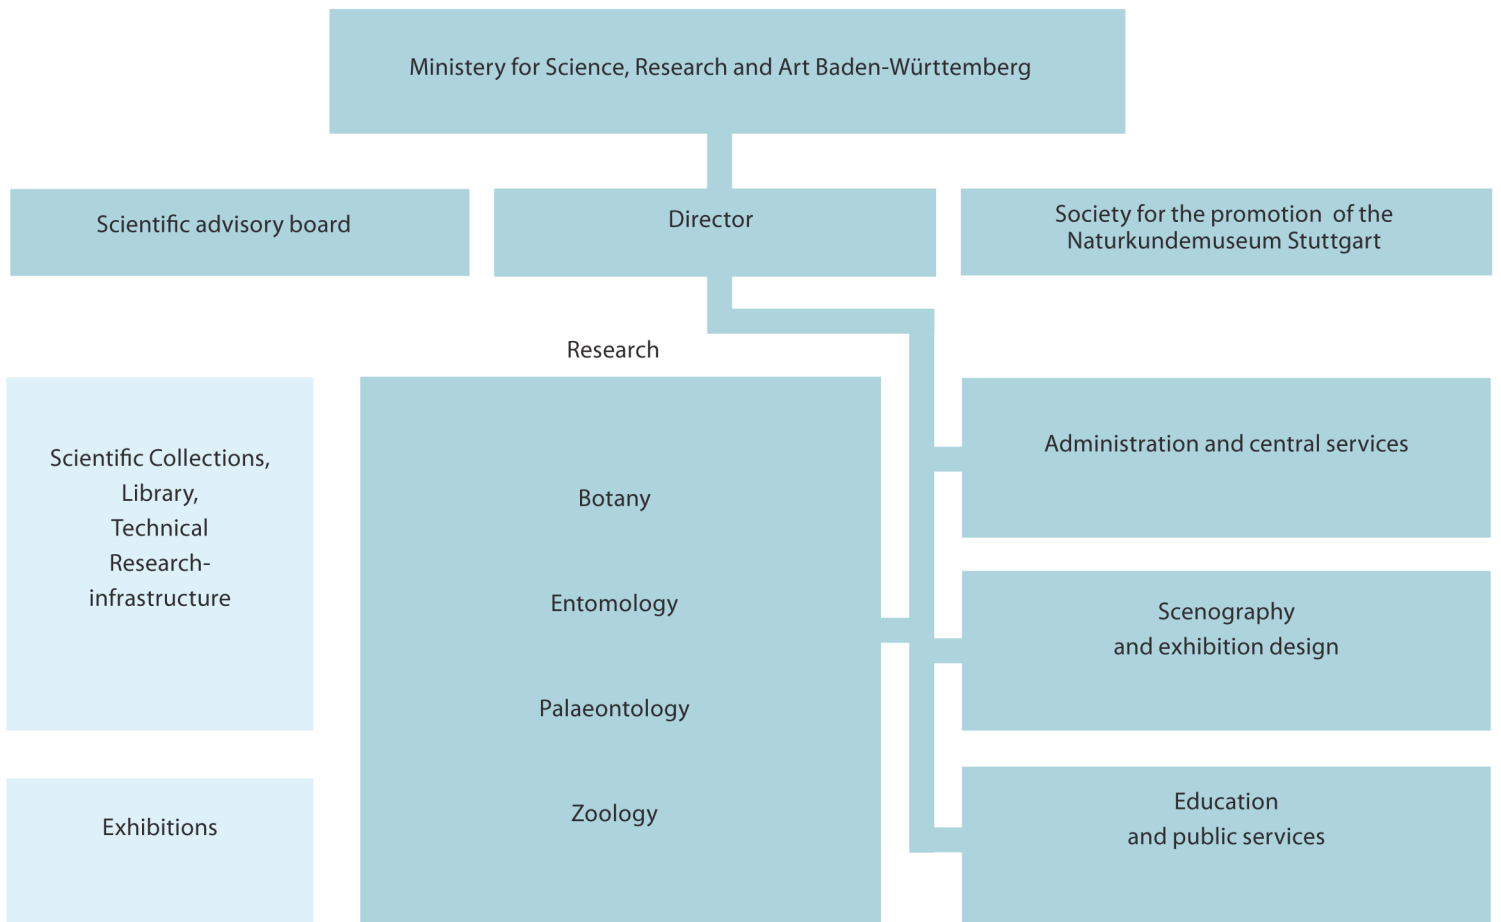 Ministery for Science, Research and Art Baden-Württemberg
Scientific advisory board
Director
Society for the promotion  of the
Naturkundemuseum Stuttgart
Research
Scientific Collections,
Library,
Technical
Research-
infrastructure
Exhibitions
Botany
Entomology
Palaeontology
Zoology
Administration and central services
Scenography
and exhibition design
Education
and public services